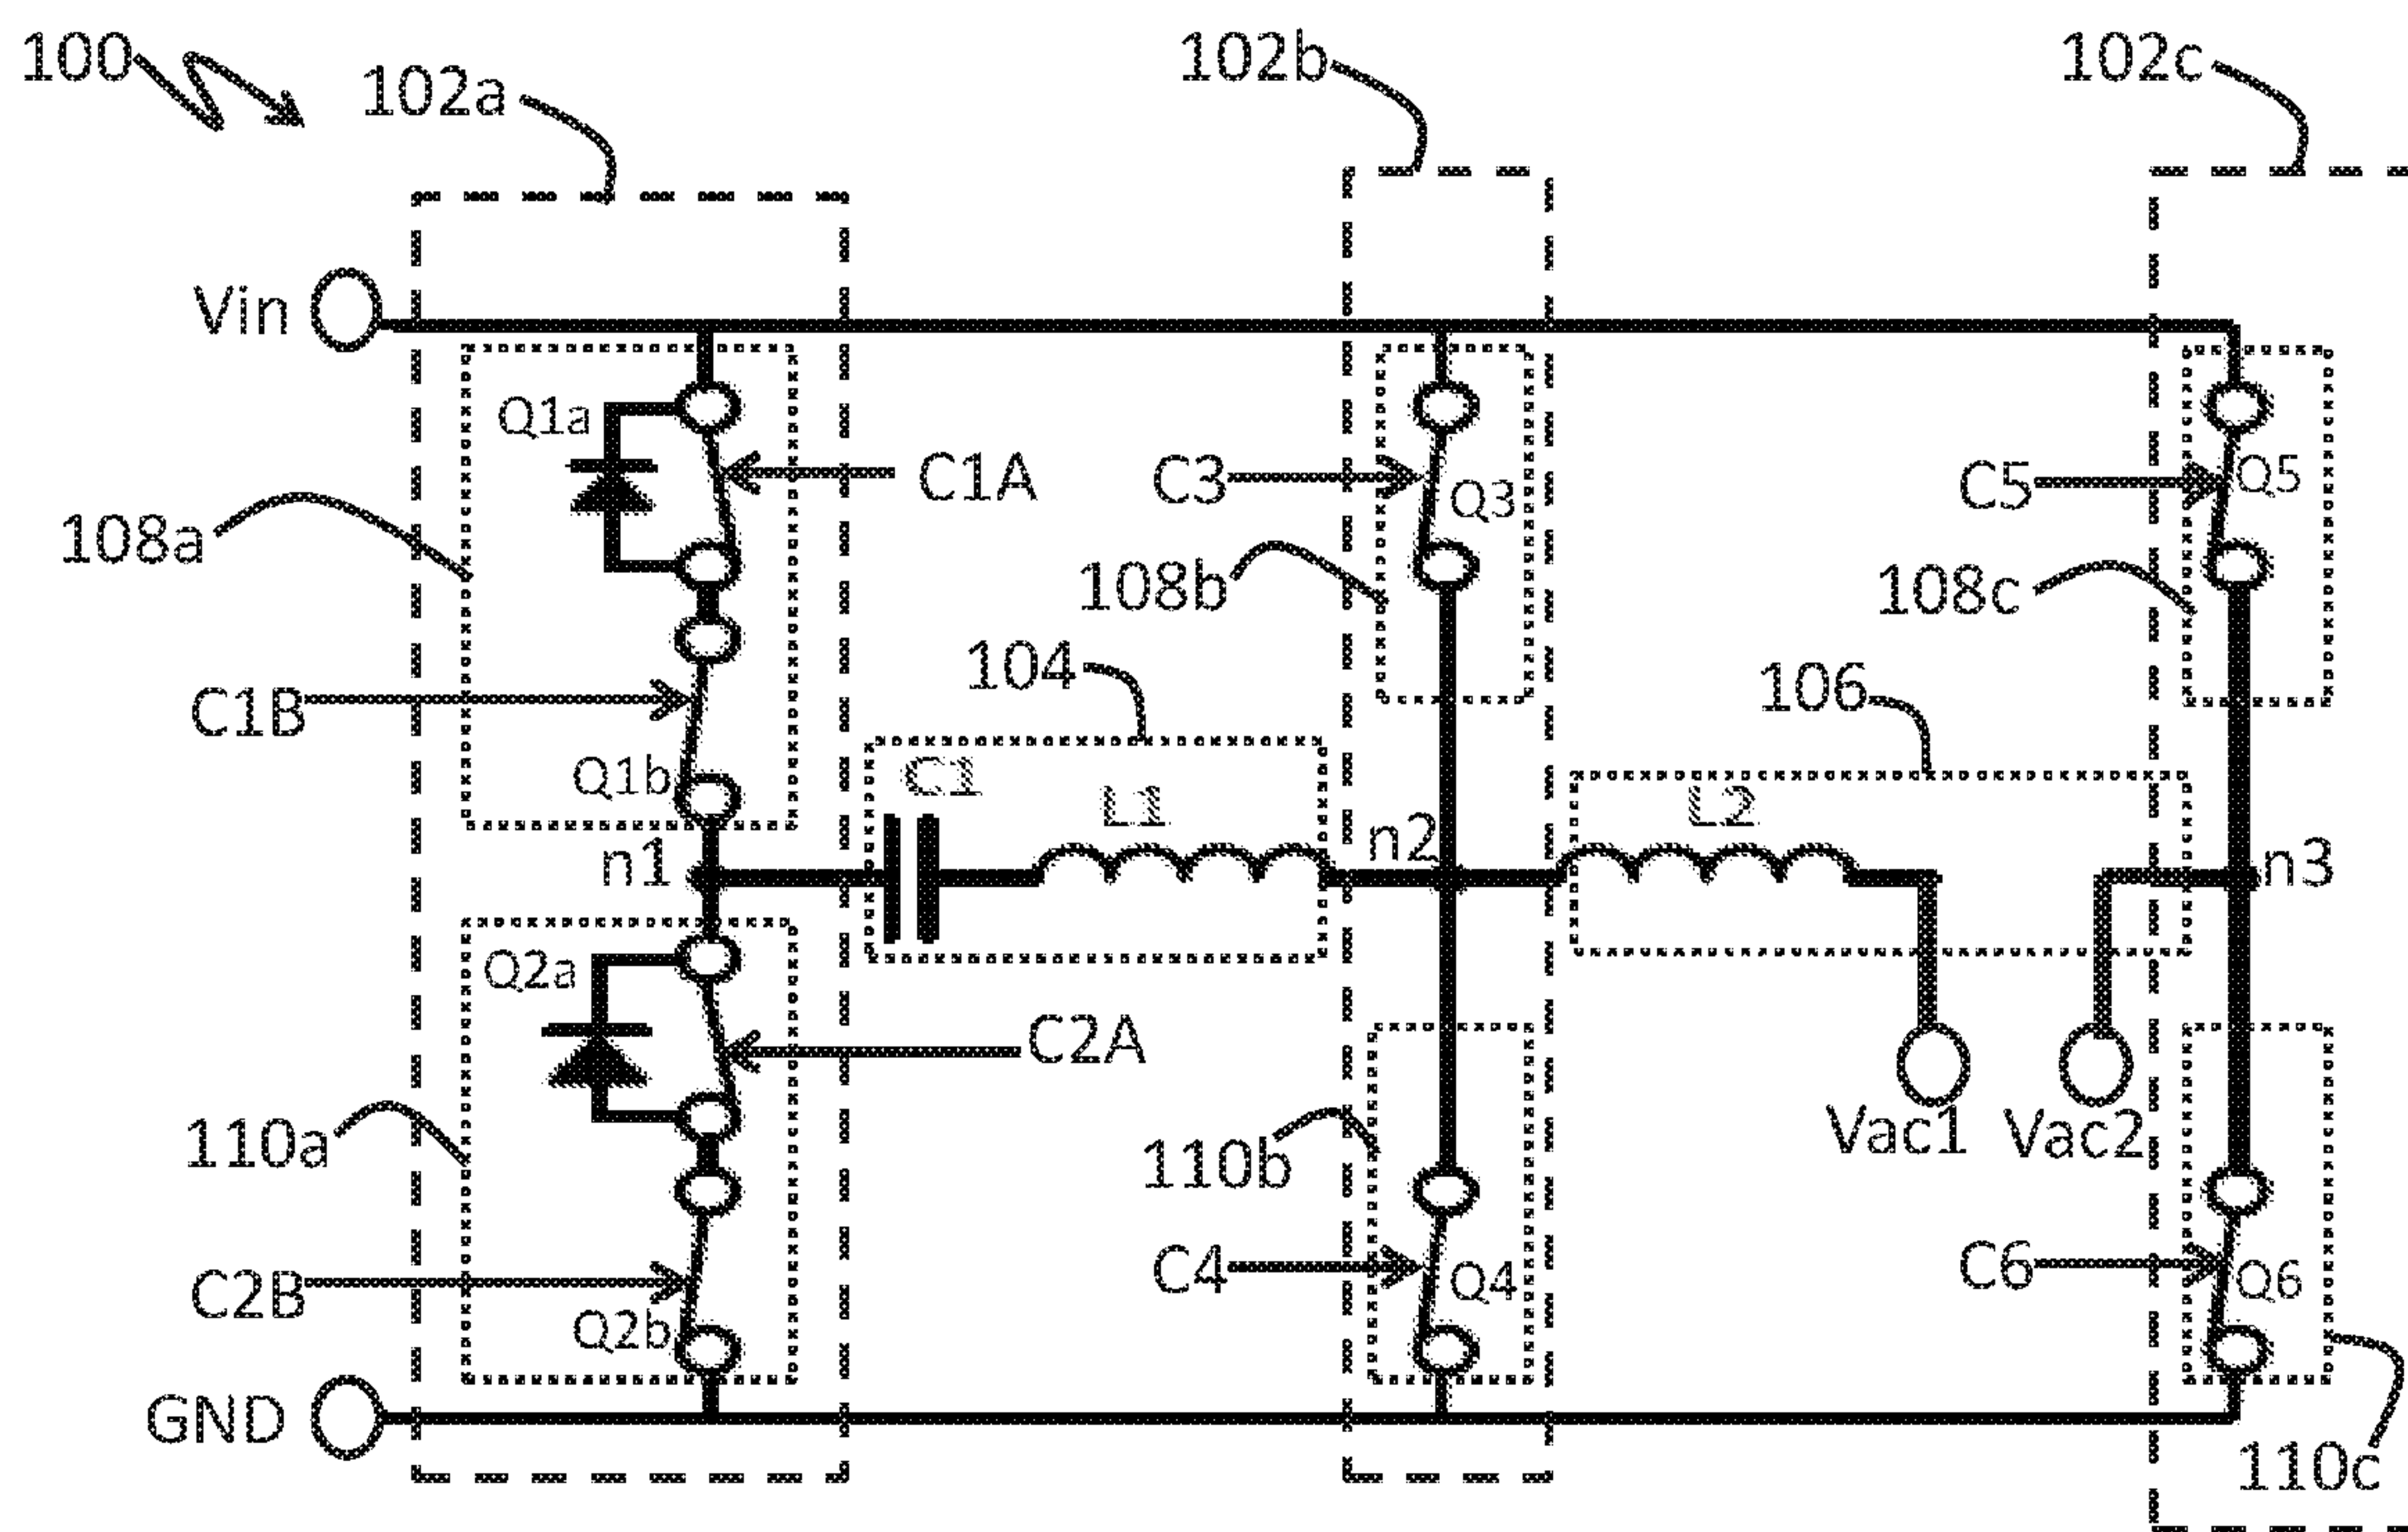 100
102a
102b
102c
Vin
Q1a
C1A
C3
Q3
C5
Q5
108a
108b
108c
104
106
C1B
Q1b
C1
L1
n2
L2
n1
n3
Q2a
C2A
110a
110b
Vac1
Vac2
C2B
Q2b
C4
Q4
C6
Q6
GND
110c